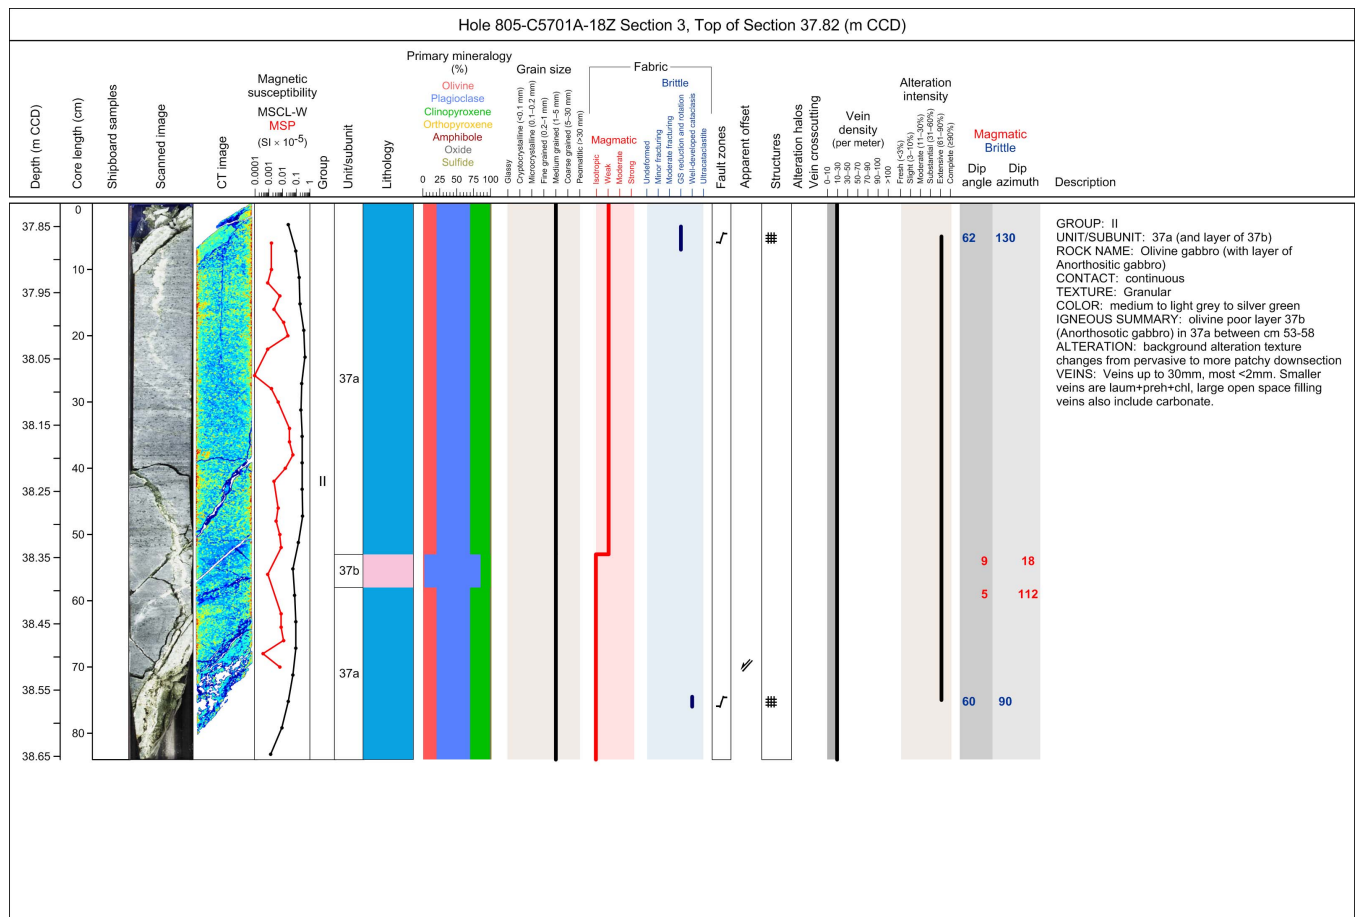 Hole 805-C5701A-18Z Section 3, Top of Section 37.82 (m CCD)
Depth (m CCD)
Core length (cm)
Shipboard samples
Scanned image
CT image
Magnetic
susceptibility
MSCL-W
MSP
(SI × 10⁻⁵)
0.0001
0.001
0.01
0.1
1
Group
Unit/subunit
Lithology
Primary mineralogy
(%)
Olivine
Plagioclase
Clinopyroxene
Orthopyroxene
Amphibole
Oxide
Sulfide
0 25 50 75 100
Grain size
Glassy
Cryptocrystalline (<0.1 mm)
Microcrystalline (0.1–0.2 mm)
Fine grained (0.2–1 mm)
Medium grained (1–5 mm)
Coarse grained (5–30 mm)
Pegmatitic (>30 mm)
Fabric
Magmatic
Isotropic
Weak
Moderate
Strong
Brittle
Undeformed
Minor fracturing
Moderate fracturing
GS reduction and rotation
Well-developed cataclasis
Ultracataclastite
Fault zones
Apparent offset
Structures
Alteration halos
Vein crosscutting
Vein
density
(per meter)
0–10
10–30
30–50
50–70
70–90
90–100
>100
Alteration
intensity
Fresh (<3%)
Slight (3–10%)
Moderate (11–30%)
Substantial (31–60%)
Extensive (61–90%)
Complete (≥90%)
Magmatic
Brittle
Dip
angle
Dip
azimuth
Description
37.85
37.95
38.05
38.15
38.25
38.35
38.45
38.55
38.65
0
10
20
30
40
50
60
70
80
II
37a
37b
37a
62 130
9 18
5 112
60 90
GROUP: II
UNIT/SUBUNIT: 37a (and layer of 37b)
ROCK NAME: Olivine gabbro (with layer of
Anorthositic gabbro)
CONTACT: continuous
TEXTURE: Granular
COLOR: medium to light grey to silver green
IGNEOUS SUMMARY: olivine poor layer 37b
(Anorthosotic gabbro) in 37a between cm 53-58
ALTERATION: background alteration texture
changes from pervasive to more patchy downsection
VEINS: Veins up to 30mm, most <2mm. Smaller
veins are laum+preh+chl, large open space filling
veins also include carbonate.